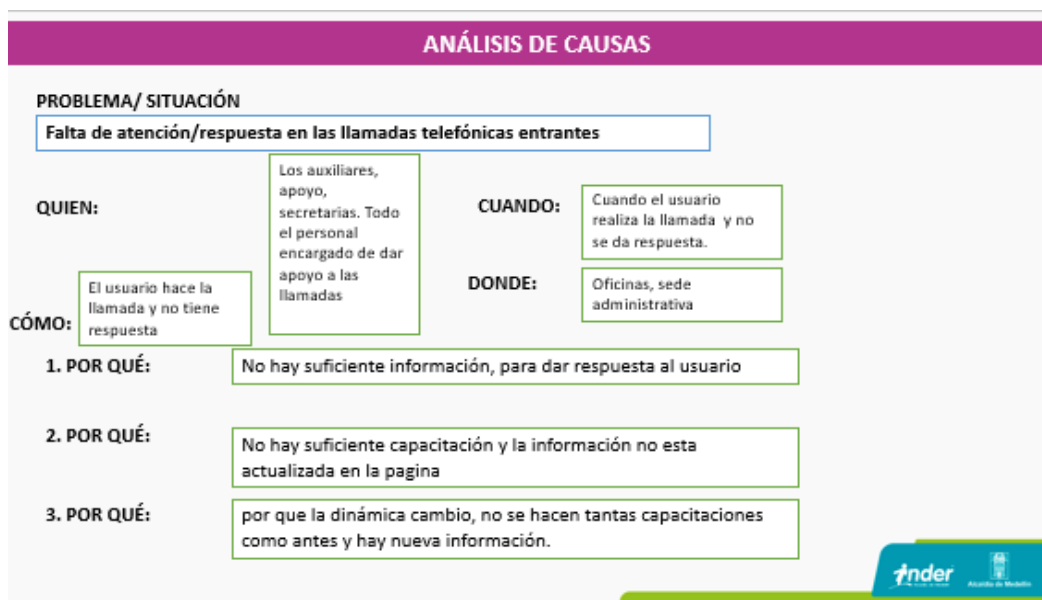 ANÁLISIS DE CAUSAS
PROBLEMA/ SITUACIÓN
Falta de atención/respuesta en las llamadas telefónicas entrantes
QUIEN:
Los auxiliares,
apoyo,
secretarias. Todo
el personal
encargado de dar
apoyo a las
llamadas
CUANDO:
Cuando el usuario
realiza la llamada y no
se da respuesta.
DONDE:
Oficinas, sede
administrativa
CÓMO:
El usuario hace la
llamada y no tiene
respuesta
1. POR QUÉ:
No hay suficiente información, para dar respuesta al usuario
2. POR QUÉ:
No hay suficiente capacitación y la información no esta
actualizada en la pagina
3. POR QUÉ:
por que la dinámica cambio, no se hacen tantas capacitaciones
como antes y hay nueva información.
inder
Alcaldía de Medellín